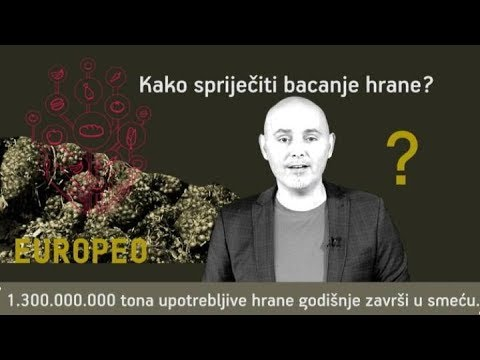 Kako spriječiti bacanje hrane?
?
EUROPEO
1.300.000.000 tona upotrebljive hrane godišnje završi u smeću.